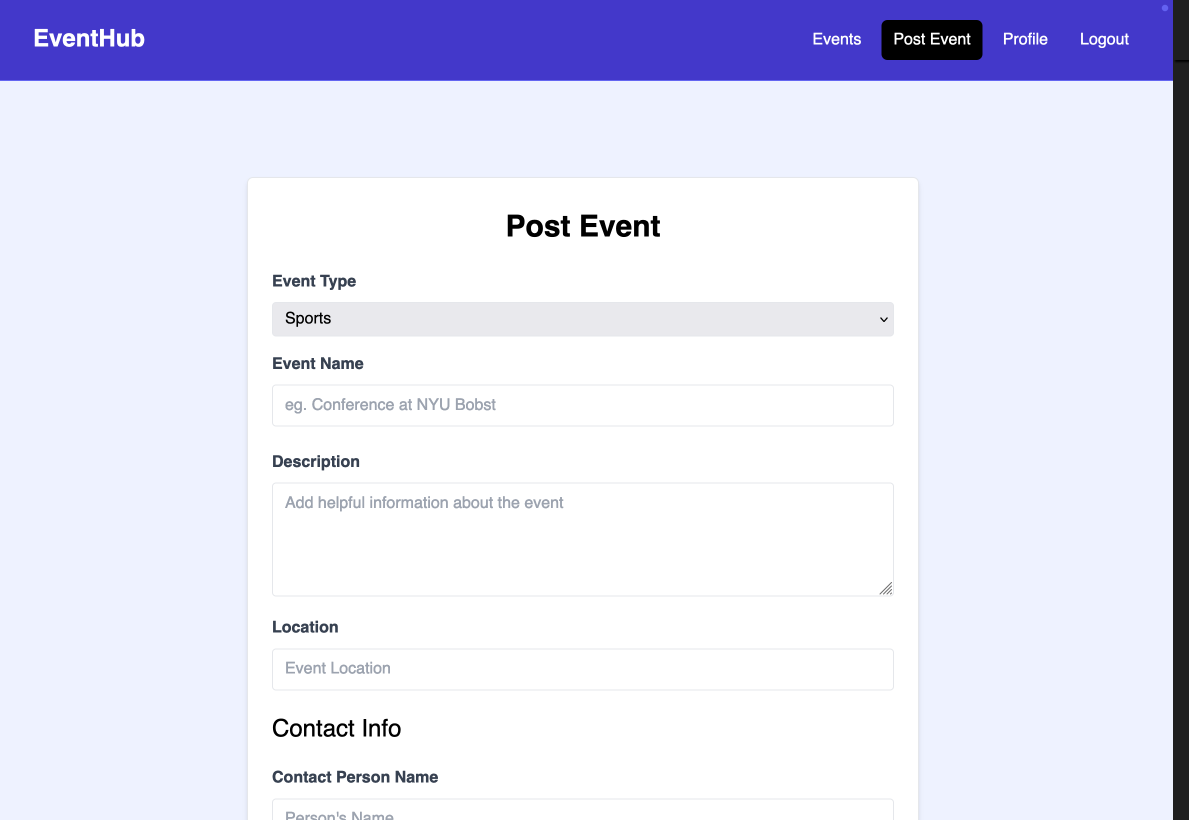 EventHub
Events Post Event Profile Logout
Post Event
Event Type
Sports
Event Name
eg. Conference at NYU Bobst
Description
Add helpful information about the event
Location
Event Location
Contact Info
Contact Person Name
Person's Name